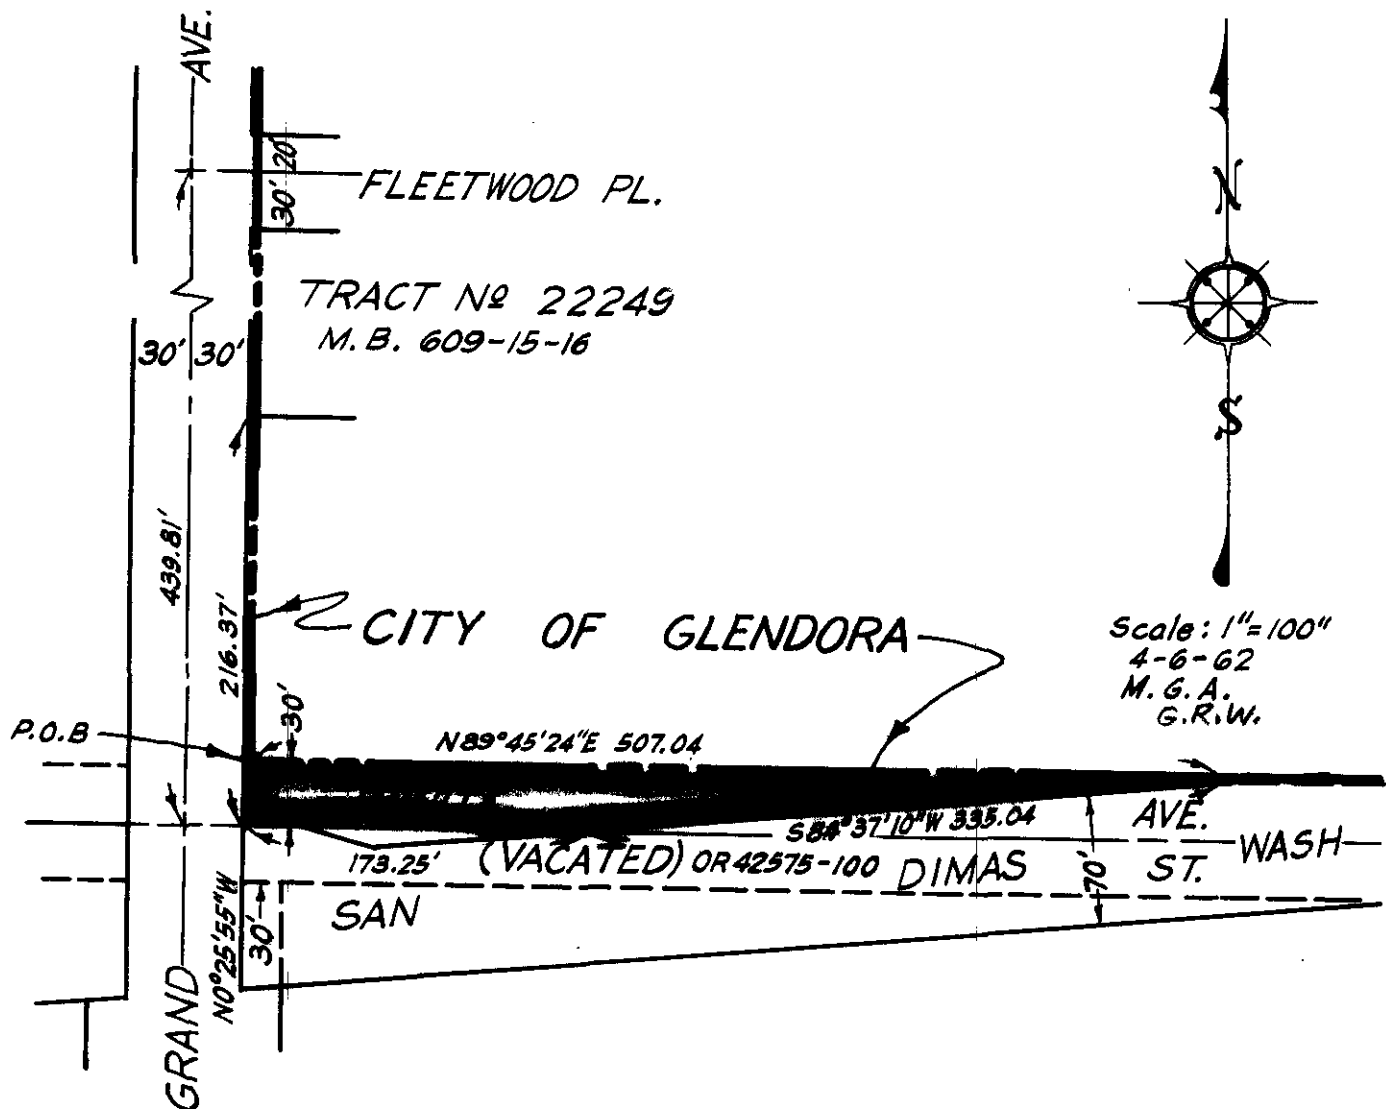 AVE.
20'
30'
FLEETWOOD PL.
N
TRACT Nº 22249
M.B. 609-15-16
30' 30'
S
439.81'
216.37'
CITY OF GLENDORA
Scale: 1"=100"
4-6-62
M.G.A.
G.R.W.
30'
P.O.B
N89°45'24"E 507.04
S84°37'10"W 335.04
AVE.
173.25'
(VACATED) OR 42575-100
DIMAS
ST.
WASH
70'
SAN
30'
N0°25'55"W
GRAND